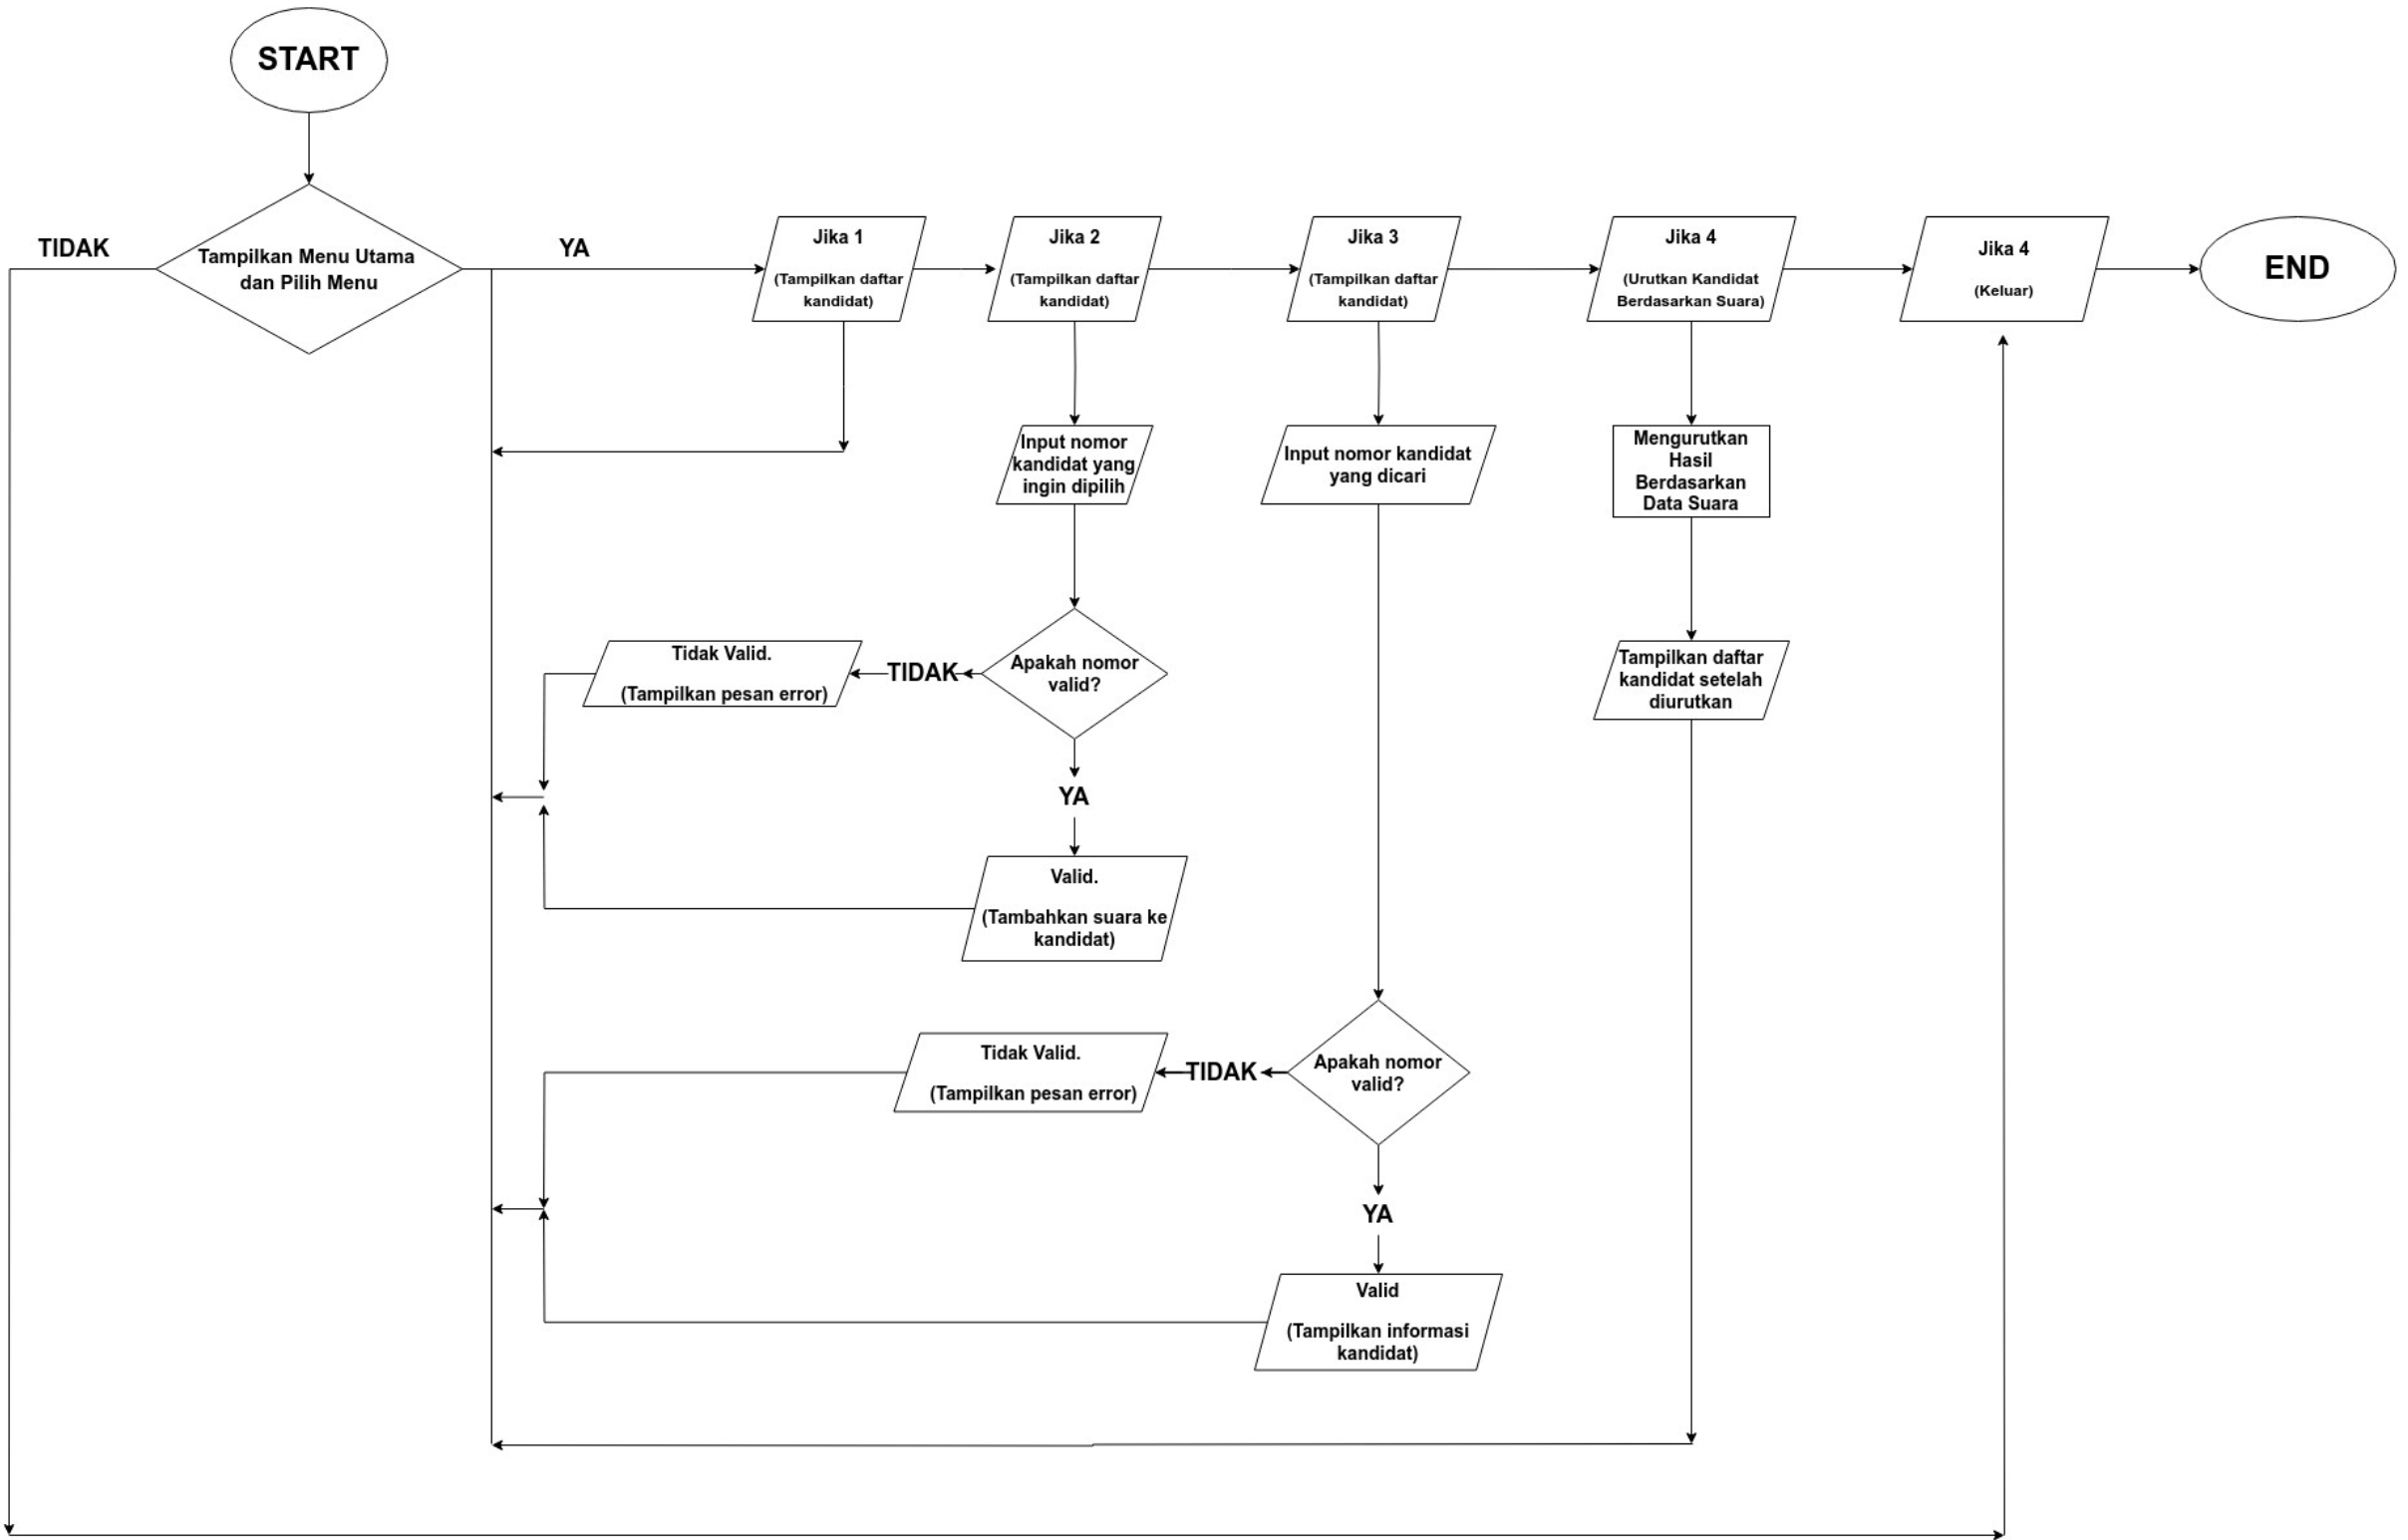 START
TIDAK
Tampilkan Menu Utama
dan Pilih Menu
YA
Jika 1
(Tampilkan daftar
kandidat)
Jika 2
(Tampilkan daftar
kandidat)
Jika 3
(Tampilkan daftar
kandidat)
Jika 4
(Urutkan Kandidat
Berdasarkan Suara)
Jika 4
(Keluar)
END
Input nomor
kandidat yang
ingin dipilih
Input nomor kandidat
yang dicari
Mengurutkan
Hasil
Berdasarkan
Data Suara
Tidak Valid.
(Tampilkan pesan error)
TIDAK
Apakah nomor
valid?
Tampilkan daftar
kandidat setelah
diurutkan
YA
Valid.
(Tambahkan suara ke
kandidat)
Tidak Valid.
(Tampilkan pesan error)
TIDAK
Apakah nomor
valid?
YA
Valid
(Tampilkan informasi
kandidat)